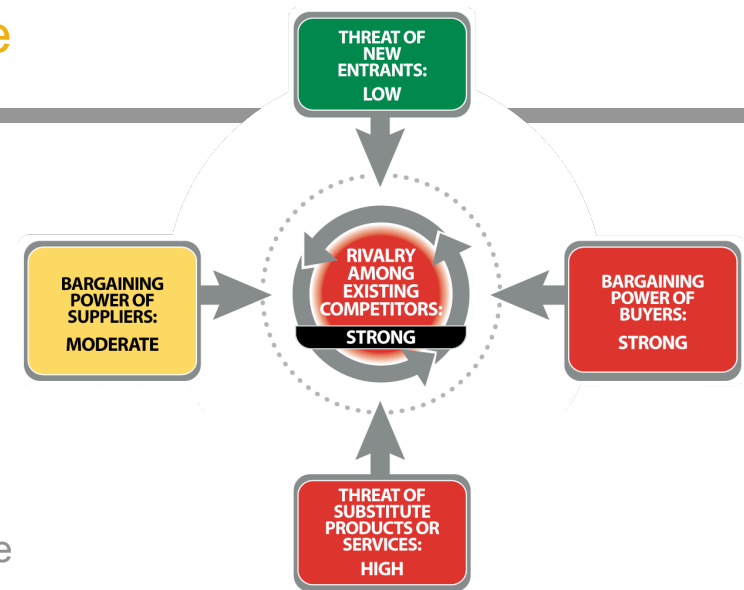 e
THREAT OF
NEW
ENTRANTS:
LOW
BARGAINING
POWER OF
SUPPLIERS:
MODERATE
RIVALRY
AMONG
EXISTING
COMPETITORS:
STRONG
BARGAINING
POWER OF
BUYERS:
STRONG
THREAT OF
SUBSTITUTE
PRODUCTS OR
SERVICES:
HIGH
e